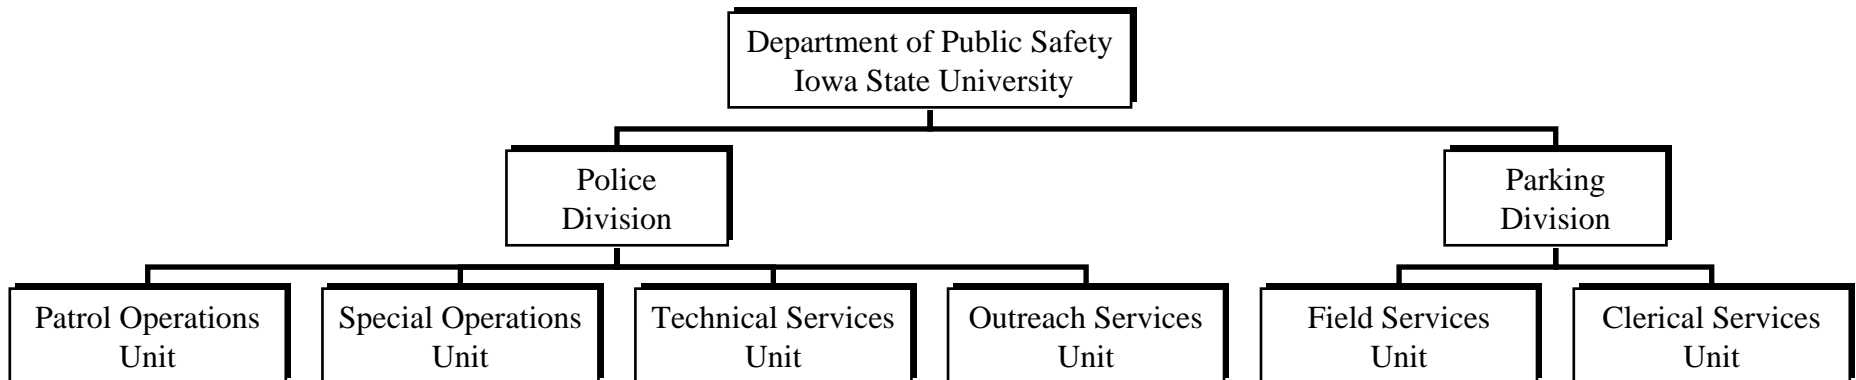 Department of Public Safety
Iowa State University
Police
Division
Parking
Division
Patrol Operations
Unit
Special Operations
Unit
Technical Services
Unit
Outreach Services
Unit
Field Services
Unit
Clerical Services
Unit